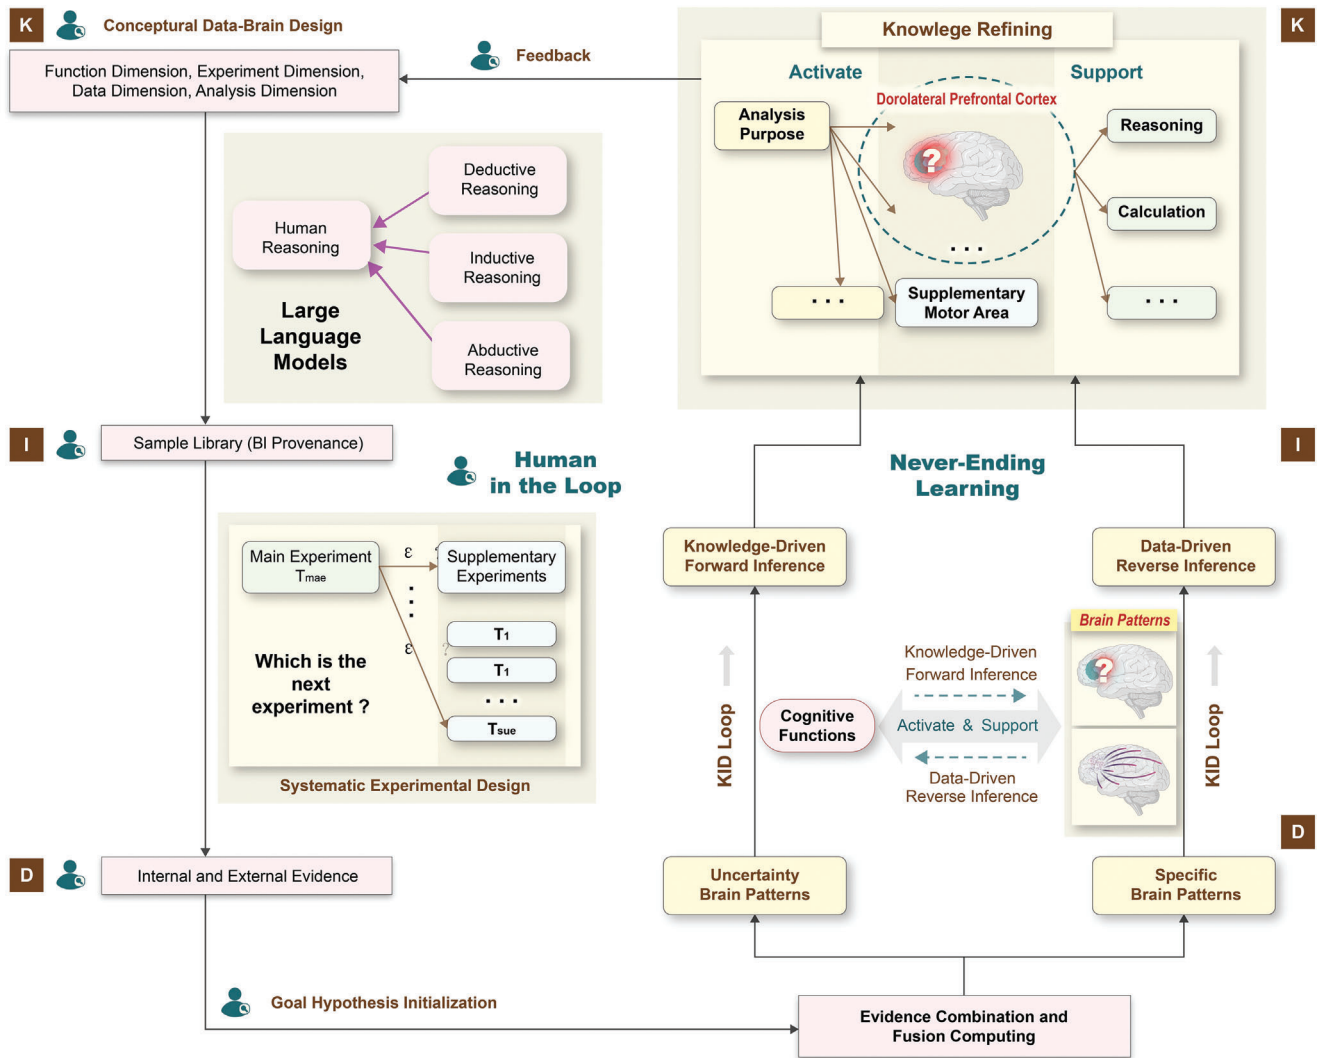 K
Conceptual Data-Brain Design
Function Dimension, Experiment Dimension,
Data Dimension, Analysis Dimension
Feedback
Knowlege Refining
K
Activate
Support
Dorolateral Prefrontal Cortex
Analysis
Purpose
?
Reasoning
Calculation
...
...
Supplementary
Motor Area
...
Human
Reasoning
Deductive
Reasoning
Inductive
Reasoning
Abductive
Reasoning
Large
Language
Models
I
Sample Library (BI Provenance)
Human
in the Loop
Never-Ending
Learning
I
Main Experiment
Tmae
ε
?
Supplementary
Experiments
...
ε
?
T1
T1
...
Tsue
Which is the
next
experiment ?
Systematic Experimental Design
Knowledge-Driven
Forward Inference
Data-Driven
Reverse Inference
KID Loop
Cognitive
Functions
Knowledge-Driven
Forward Inference
Activate & Support
Data-Driven
Reverse Inference
Brain Patterns
?
KID Loop
D
Internal and External Evidence
Uncertainty
Brain Patterns
Specific
Brain Patterns
D
Goal Hypothesis Initialization
Evidence Combination and
Fusion Computing